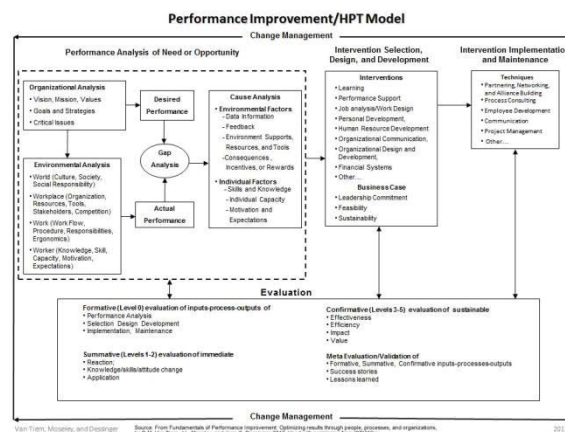 Performance Improvement/HPT Model
Change Management
Performance Analysis of Need or Opportunity
Organizational Analysis
• Vision, Mission, Values
• Goals and Strategies
• Critical Issues
Environmental Analysis
• World (Culture, Society,
Social Responsibility)
• Workplace (Organization,
Resources, Tools,
Stakeholders, Competition)
• Work (Work Flow,
Procedure, Responsibilities,
Ergonomics)
• Worker (Knowledge, Skill,
Capacity, Motivation,
Expectations)
Desired
Performance
Gap
Analysis
Actual
Performance
Cause Analysis
• Environmental Factors
- Data Information
- Feedback
- Environment Supports,
Resources, and Tools
- Consequences,
Incentives, or Rewards
• Individual Factors
- Skills and Knowledge
- Individual Capacity
- Motivation and
Expectations
Intervention Selection,
Design, and Development
Interventions
• Learning
• Performance Support
• Job analysis/Work Design
• Personal Development,
• Human Resource Development
• Organizational Communication,
• Organizational Design and
Development,
• Financial Systems
• Other...
Business Case
• Leadership Commitment
• Feasibility
• Sustainability
Intervention Implementation
and Maintenance
Techniques
• Partnering, Networking,
and Alliance Building
• Process Consulting
• Employee Development
• Communication
• Project Management
• Other...
Evaluation
Formative (Level 0) evaluation of inputs-process-outputs of
• Performance Analysis
• Selection Design Development
• Implementation, Maintenance
Summative (Levels 1-2) evaluation of immediate
• Reaction;
• Knowledge/skills/attitude change
• Application
Confirmative (Levels 3-5) evaluation of sustainable
• Effectiveness
• Efficiency
• Impact
• Value
Meta Evaluation/Validation of
• Formative, Summative, Confirmative inputs-processes-outputs
• Success stories
• Lessons learned
Change Management
Van Tiem, Moseley, and Dessinger
Source: From Fundamentals of Performance Improvement: Optimizing results through people, processes, and organizations,
201